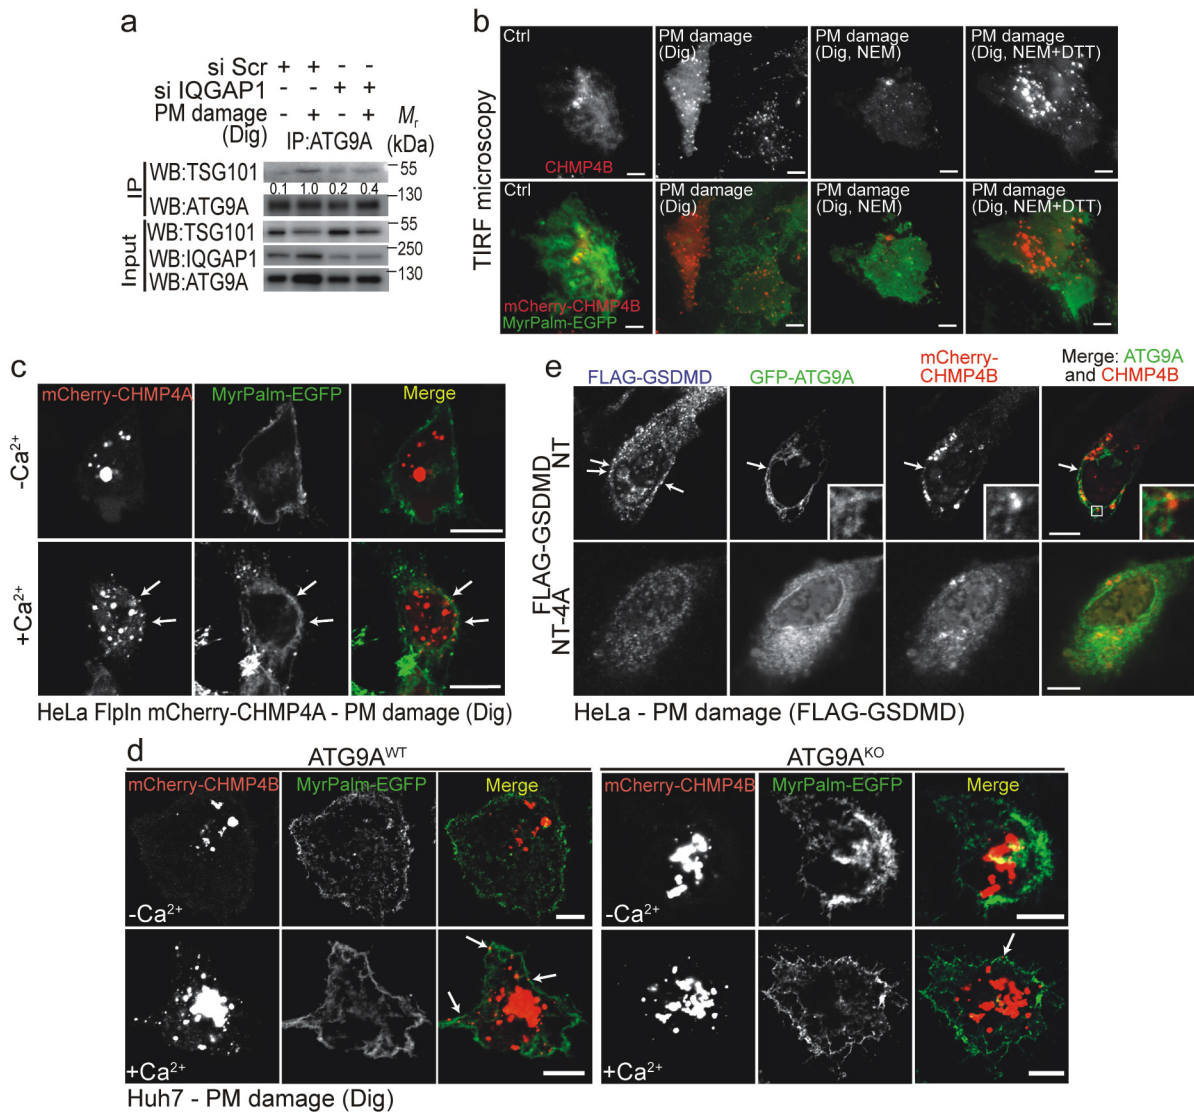 a
si Scr + + - -
si IQGAP1 - - + +
PM damage - + - +
(Dig)
Mr
(kDa)
IP:ATG9A
IP
WB:TSG101
55
0.1 1.0 0.2 0.4
130
WB:ATG9A
Input
WB:TSG101
55
250
WB:IQGAP1
130
WB:ATG9A
b
TIRF microscopy
Ctrl
CHMP4B
PM damage
(Dig)
PM damage
(Dig, NEM)
PM damage
(Dig, NEM+DTT)
Ctrl
mCherry-CHMP4B
MyrPalm-EGFP
PM damage
(Dig)
PM damage
(Dig, NEM)
PM damage
(Dig, NEM+DTT)
c
mCherry-CHMP4A
MyrPalm-EGFP
Merge
-Ca²⁺
+Ca²⁺
HeLa FlpIn mCherry-CHMP4A - PM damage (Dig)
e
FLAG-GSDMD
GFP-ATG9A
mCherry-
CHMP4B
Merge: ATG9A
and CHMP4B
FLAG-GSDMD
NT
NT-4A
HeLa - PM damage (FLAG-GSDMD)
d
ATG9AWT
ATG9AKO
mCherry-CHMP4B
MyrPalm-EGFP
Merge
mCherry-CHMP4B
MyrPalm-EGFP
Merge
-Ca²⁺
-Ca²⁺
+Ca²⁺
+Ca²⁺
Huh7 - PM damage (Dig)